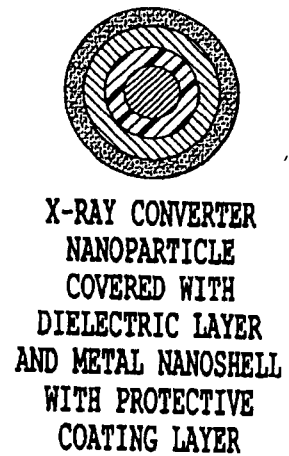 X-RAY CONVERTER
NANOPARTICLE
COVERED WITH
DIELECTRIC LAYER
AND METAL NANOSHELL
WITH PROTECTIVE
COATING LAYER